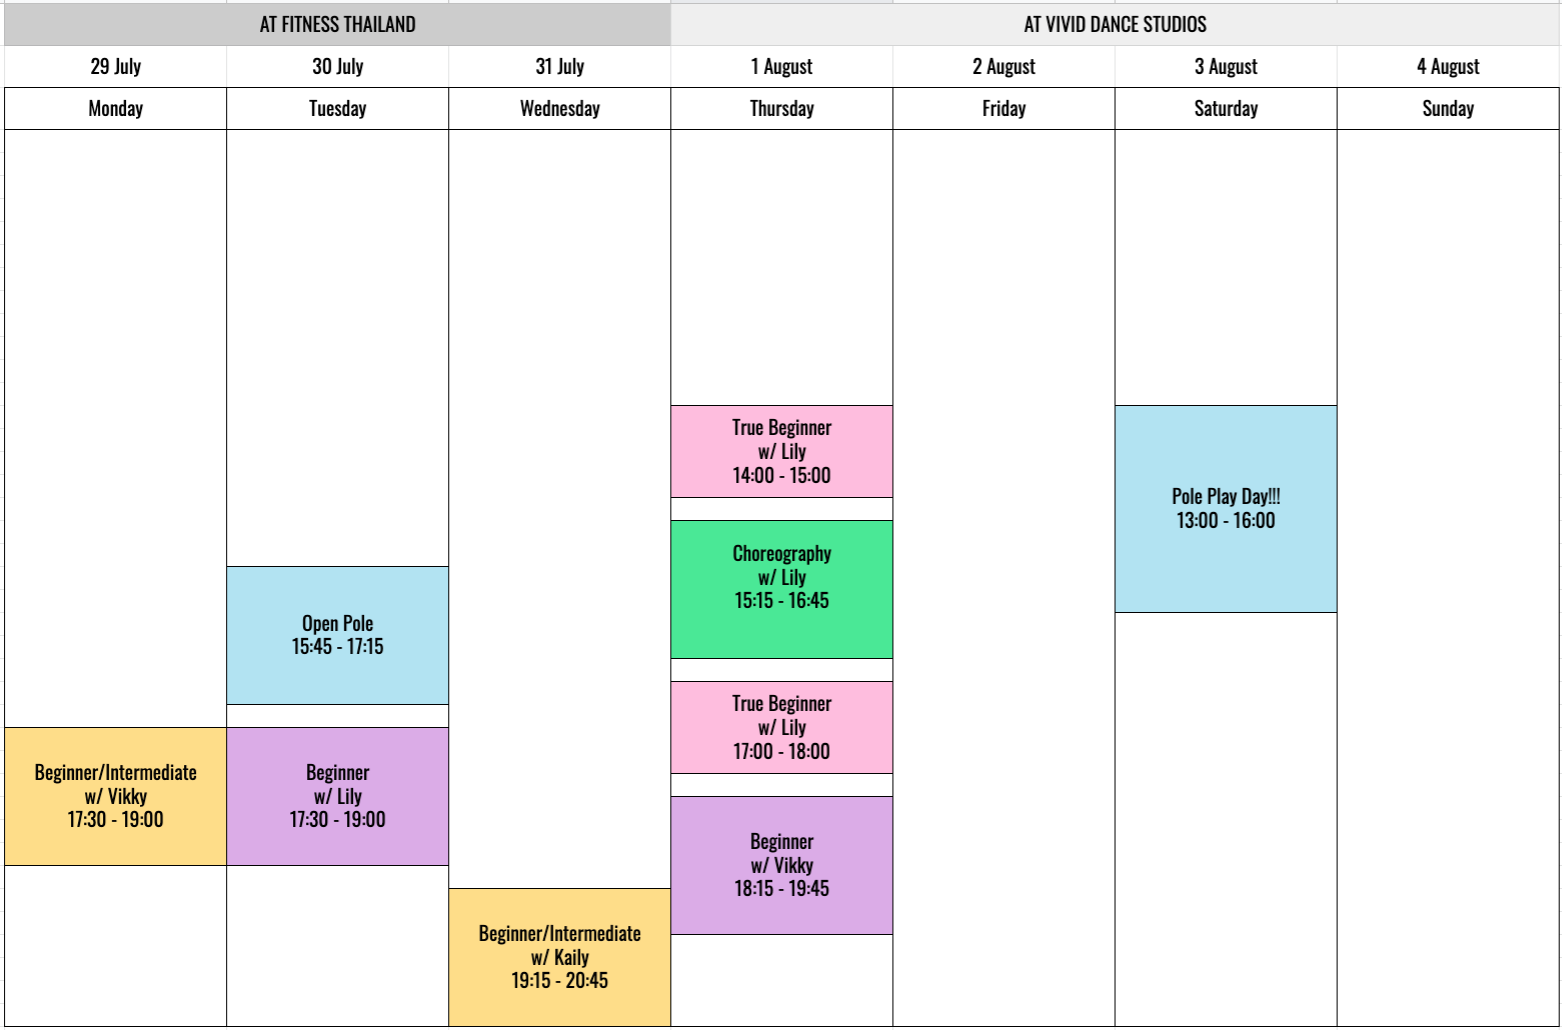 AT FITNESS THAILAND
AT VIVID DANCE STUDIOS
29 July
30 July
31 July
1 August
2 August
3 August
4 August
Monday
Tuesday
Wednesday
Thursday
Friday
Saturday
Sunday
Beginner/Intermediate
w/ Vikky
17:30 - 19:00
Open Pole
15:45 - 17:15
Beginner
w/ Lily
17:30 - 19:00
Beginner/Intermediate
w/ Kaily
19:15 - 20:45
True Beginner
w/ Lily
14:00 - 15:00
Choreography
w/ Lily
15:15 - 16:45
True Beginner
w/ Lily
17:00 - 18:00
Beginner
w/ Vikky
18:15 - 19:45
Pole Play Day!!!
13:00 - 16:00